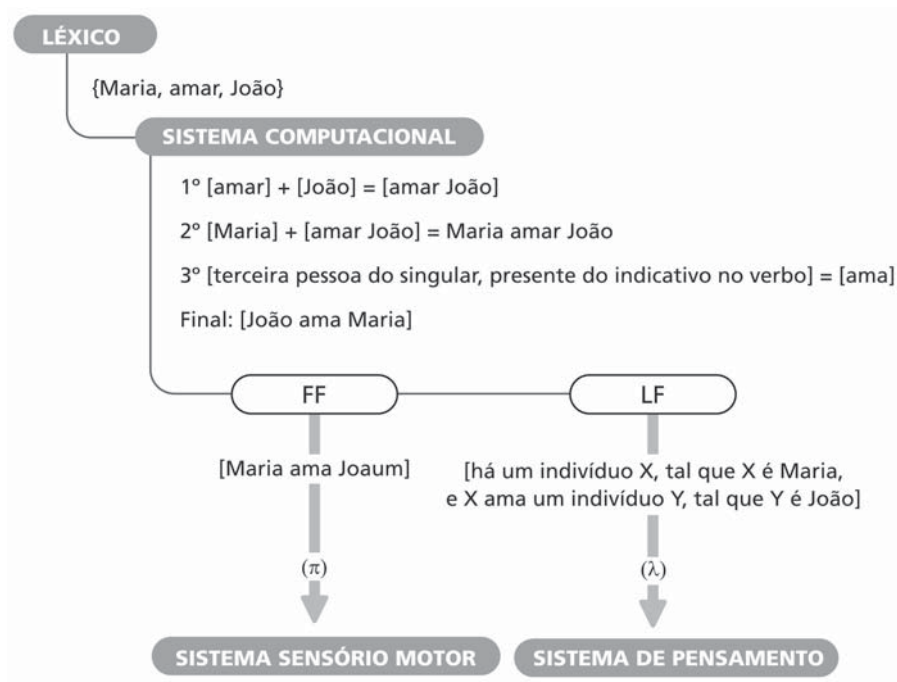 LÉXICO
{Maria, amar, João}
SISTEMA COMPUTACIONAL
1º [amar] + [João] = [amar João]
2º [Maria] + [amar João] = Maria amar João
3º [terceira pessoa do singular, presente do indicativo no verbo] = [ama]
Final: [João ama Maria]
FF
LF
[Maria ama Joaum]
[há um indivíduo X, tal que X é Maria,
e X ama um indivíduo Y, tal que Y é João]
(π)
(λ)
SISTEMA SENSÓRIO MOTOR
SISTEMA DE PENSAMENTO